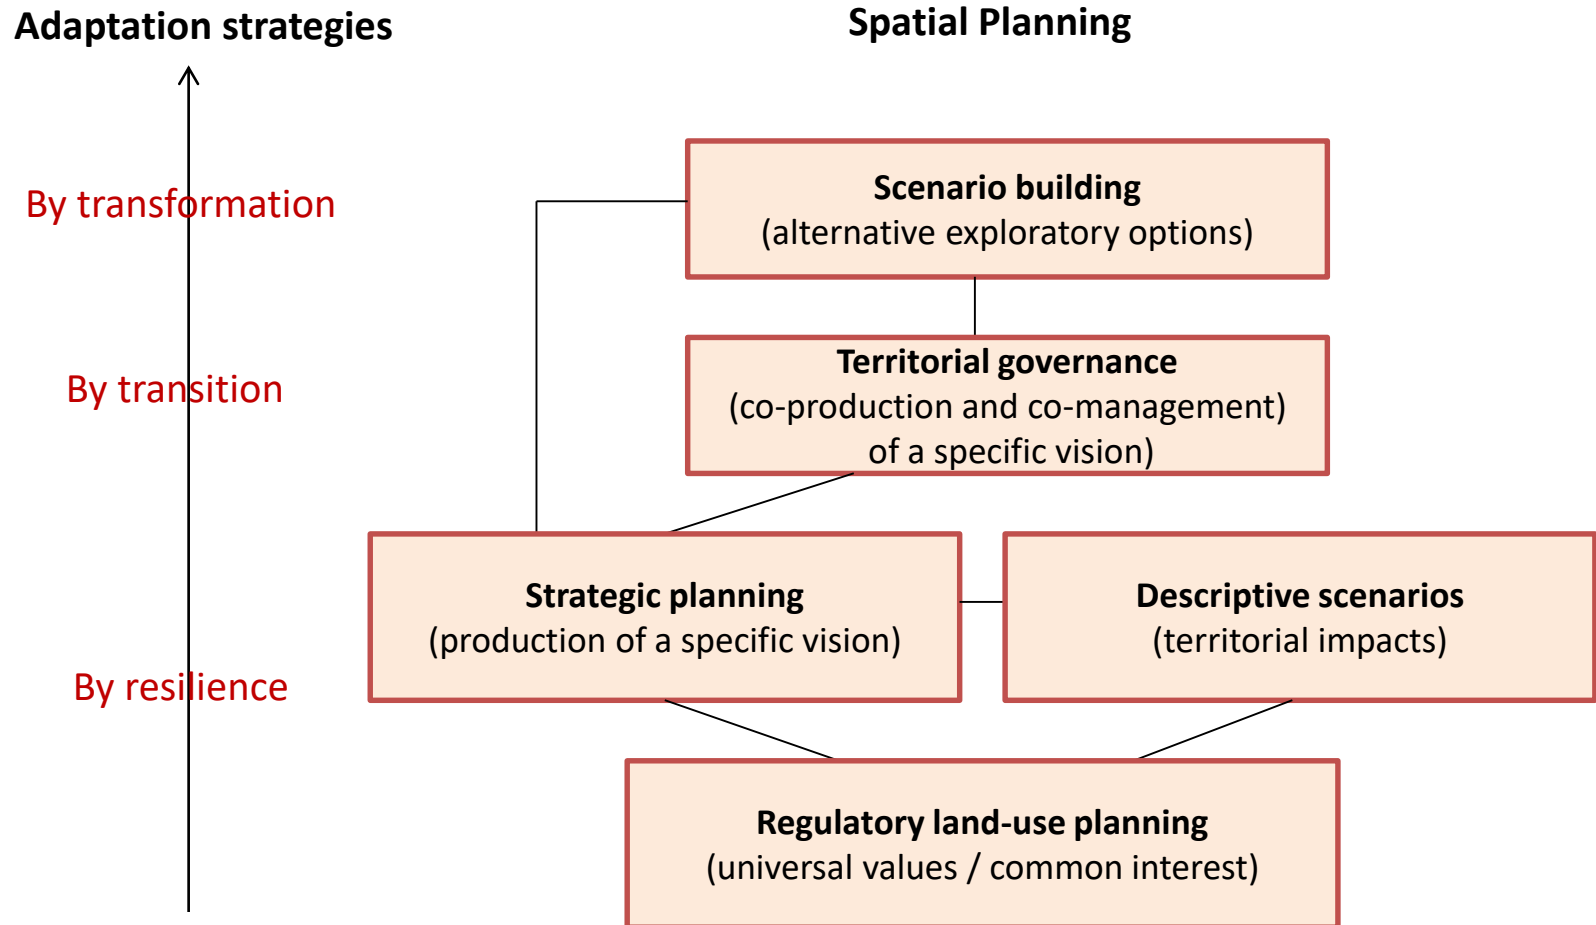 Adaptation strategies
Spatial Planning
By transformation
Scenario building
(alternative exploratory options)
By transition
Territorial governance
(co-production and co-management)
of a specific vision)
Strategic planning
(production of a specific vision)
Descriptive scenarios
(territorial impacts)
By resilience
Regulatory land-use planning
(universal values / common interest)